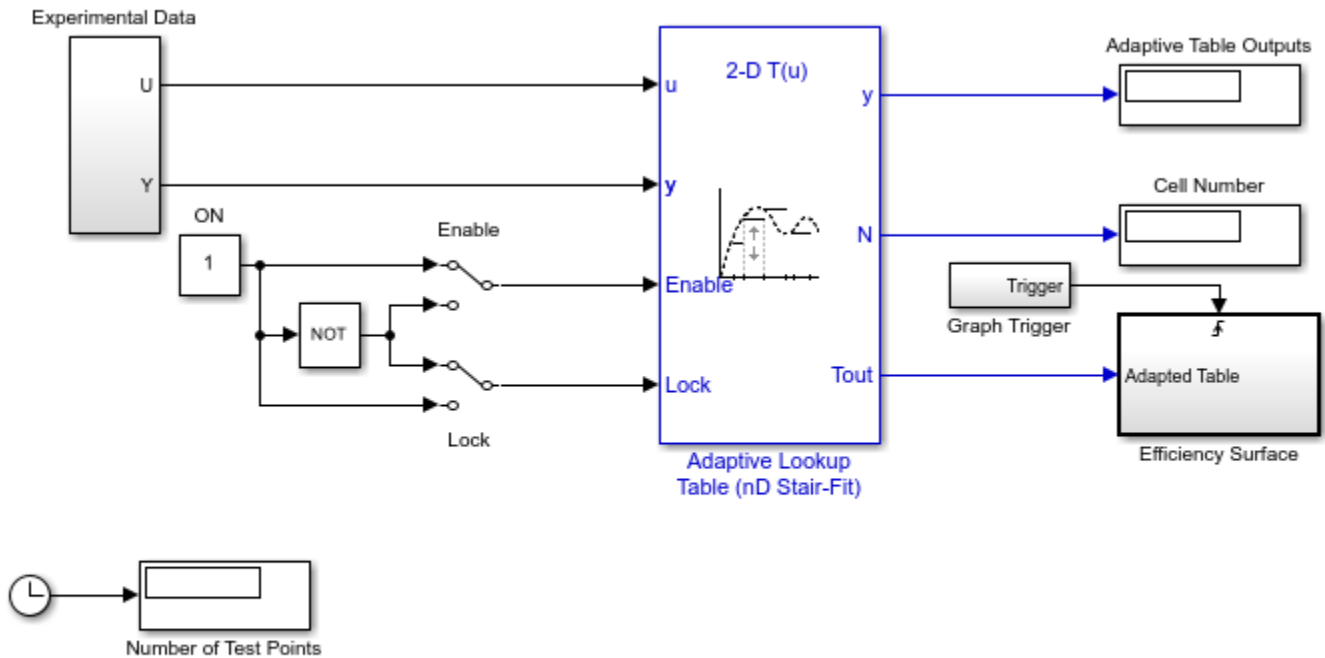 Experimental Data
U
Y
ON
1
NOT
Enable
Lock
2-D T(u)
u
y
Enable
Lock
y
N
Tout
Adaptive Lookup
Table (nD Stair-Fit)
Adaptive Table Outputs
Cell Number
Trigger
Graph Trigger
Adapted Table
Efficiency Surface
Number of Test Points